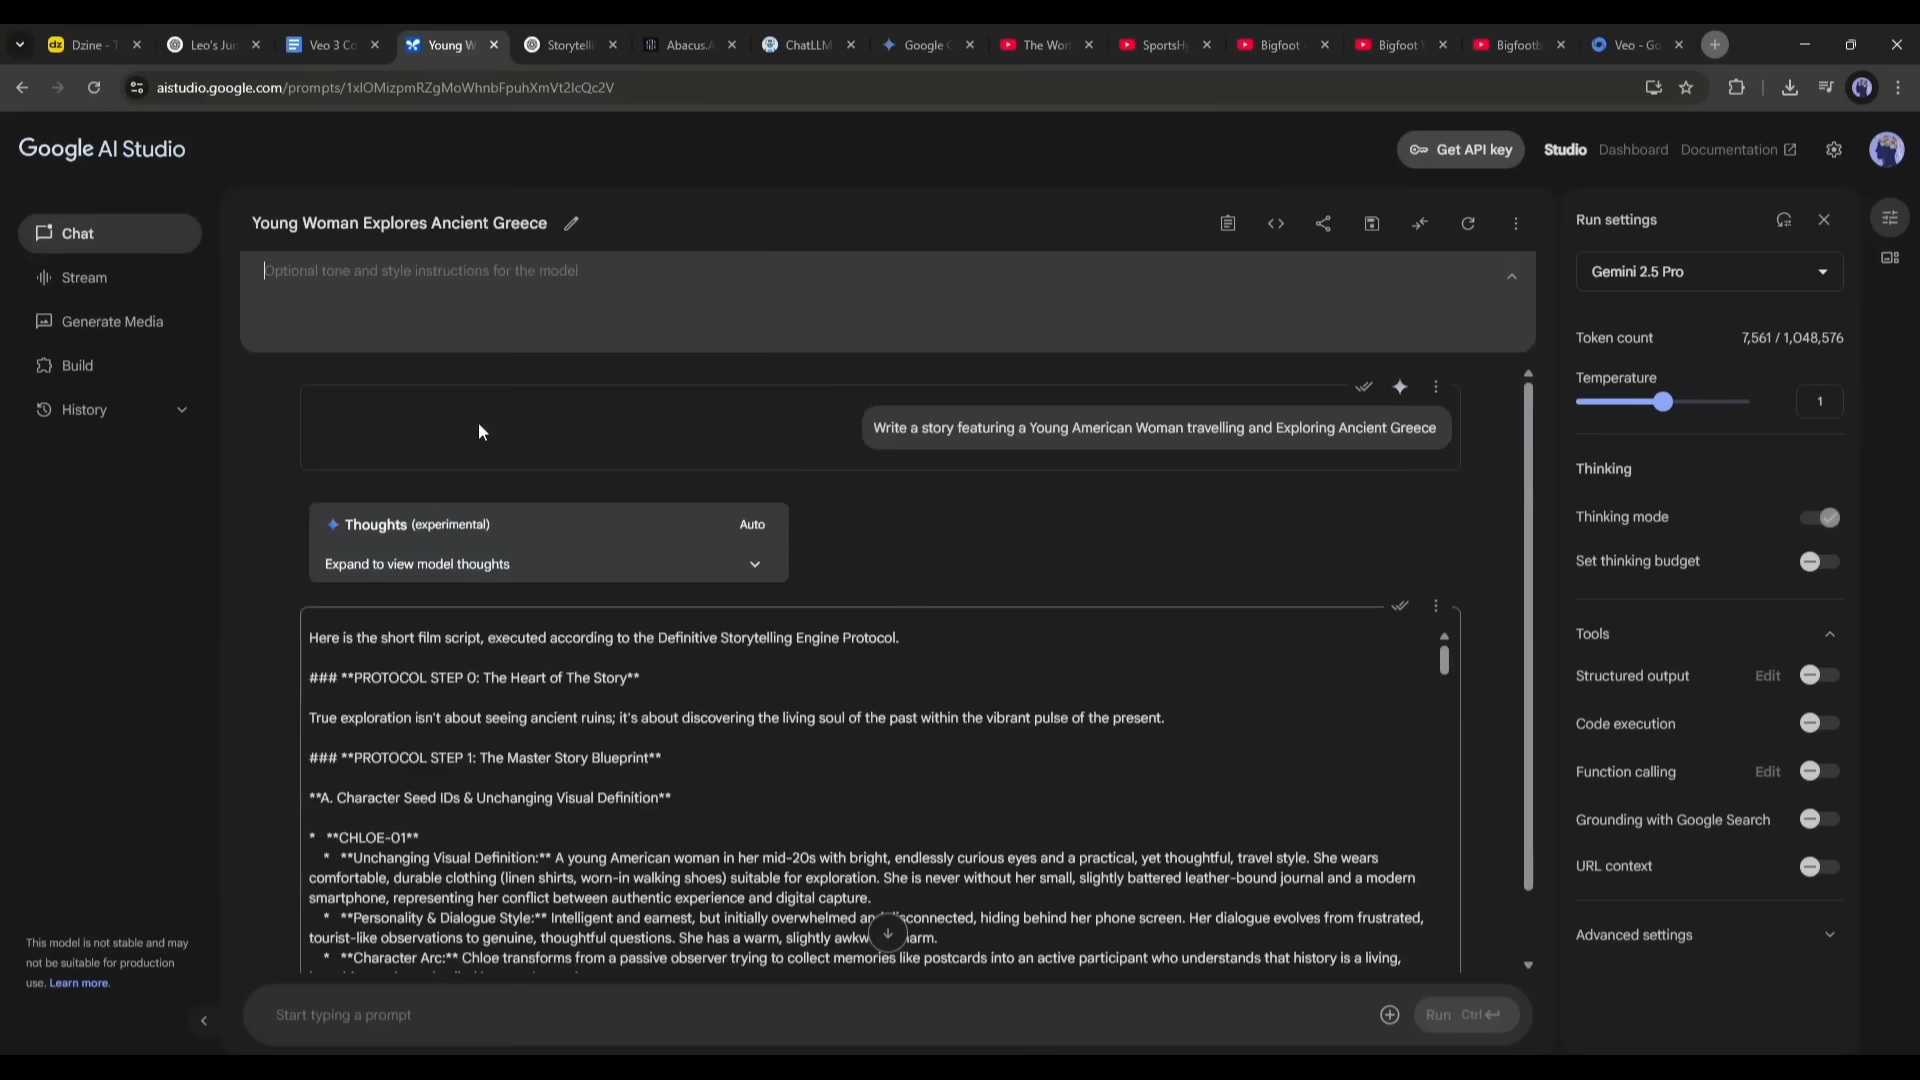 Dzine - T
Leo's Jur
Veo 3 Co
Young W
Storytelli
Abacus.A
ChatLLM
Google C
The Worl
SportsHy
Bigfoot -
Bigfoot V
Bigfootb
Veo - Go
aistudio.google.com/prompts/1xlOMizpmRZgMoWhnbFpuhXmVt2lcQc2V
Google AI Studio
Get API key
Studio
Dashboard
Documentation
Chat
Stream
Generate Media
Build
History
This model is not stable and may
not be suitable for production
use. Learn more.
Young Woman Explores Ancient Greece
Optional tone and style instructions for the model
Write a story featuring a Young American Woman travelling and Exploring Ancient Greece
Thoughts (experimental)
Auto
Expand to view model thoughts
Here is the short film script, executed according to the Definitive Storytelling Engine Protocol.
### **PROTOCOL STEP 0: The Heart of The Story**
True exploration isn't about seeing ancient ruins; it's about discovering the living soul of the past within the vibrant pulse of the present.
### **PROTOCOL STEP 1: The Master Story Blueprint**
**A. Character Seed IDs & Unchanging Visual Definition**
* **CHLOE-01**
* **Unchanging Visual Definition:** A young American woman in her mid-20s with bright, endlessly curious eyes and a practical, yet thoughtful, travel style. She wears
comfortable, durable clothing (linen shirts, worn-in walking shoes) suitable for exploration. She is never without her small, slightly battered leather-bound journal and a modern
smartphone, representing her conflict between authentic experience and digital capture.
* **Personality & Dialogue Style:** Intelligent and earnest, but initially overwhelmed and disconnected, hiding behind her phone screen. Her dialogue evolves from frustrated,
tourist-like observations to genuine, thoughtful questions. She has a warm, slightly awkward charm.
* **Character Arc:** Chloe transforms from a passive observer trying to collect memories like postcards into an active participant who understands that history is a living,
Start typing a prompt
Run Ctrl
Run settings
Gemini 2.5 Pro
Token count
7,561 / 1,048,576
Temperature
1
Thinking
Thinking mode
Set thinking budget
Tools
Structured output
Edit
Code execution
Function calling
Edit
Grounding with Google Search
URL context
Advanced settings